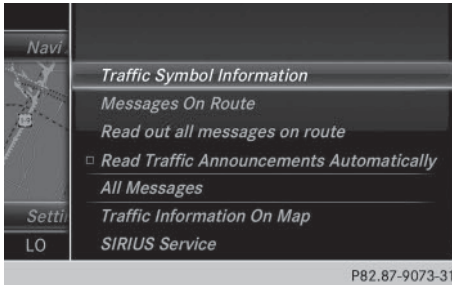 Navi
Traffic Symbol Information
Messages On Route
Read out all messages on route
Read Traffic Announcements Automatically
All Messages
Setti
Traffic Information On Map
LO
SIRIUS Service
P82.87-9073-31